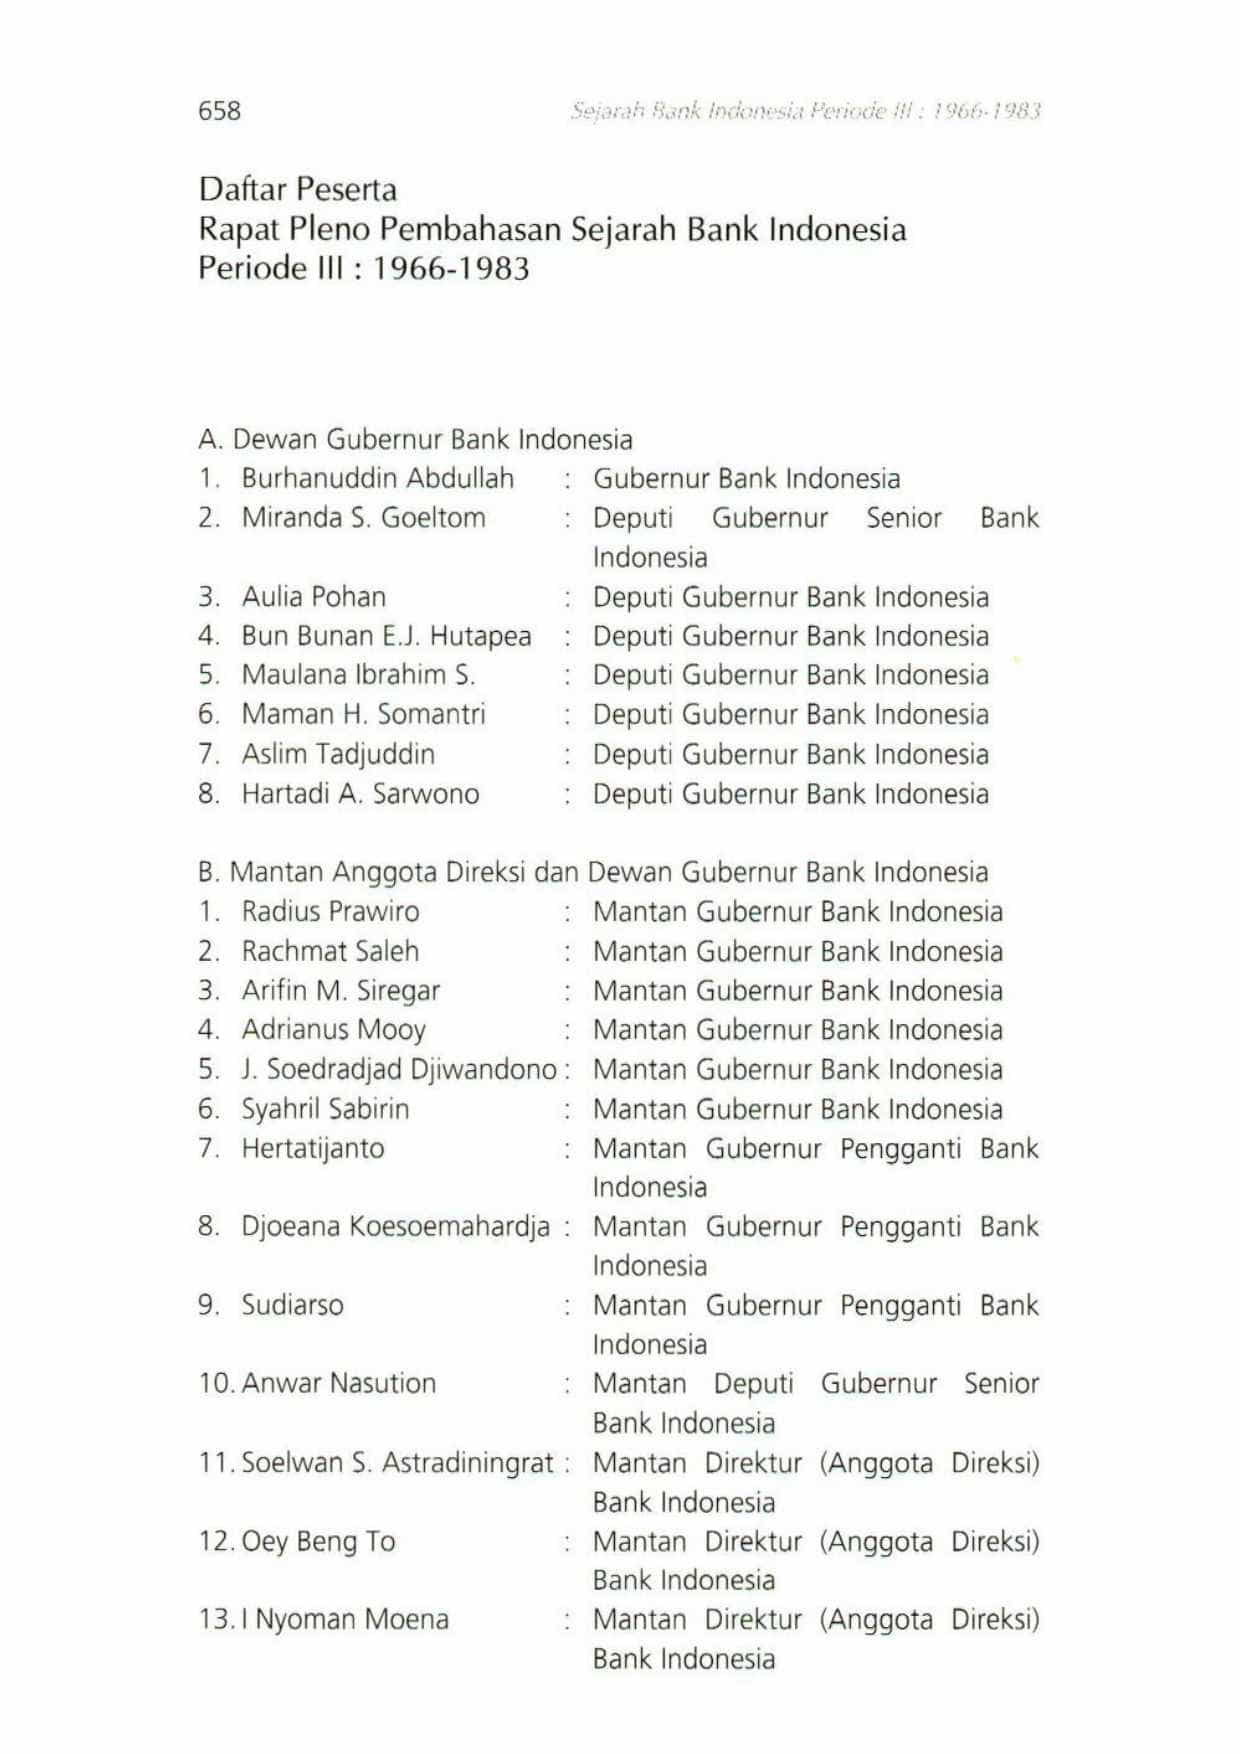 658 Sejarah Bank Indonesia Periode III : 1966-1983
Daftar Peserta
Rapat Pleno Pembahasan Sejarah Bank Indonesia
Periode III : 1966-1983
A. Dewan Gubernur Bank Indonesia
1. Burhanuddin Abdullah : Gubernur Bank Indonesia
2. Miranda S. Goeltom : Deputi Gubernur Senior Bank
Indonesia
3. Aulia Pohan : Deputi Gubernur Bank Indonesia
4. Bun Bunan E.J. Hutapea : Deputi Gubernur Bank Indonesia
5. Maulana Ibrahim S. : Deputi Gubernur Bank Indonesia
6. Maman H. Somantri : Deputi Gubernur Bank Indonesia
7. Aslim Tadjuddin : Deputi Gubernur Bank Indonesia
8. Hartadi A. Sarwono : Deputi Gubernur Bank Indonesia
B. Mantan Anggota Direksi dan Dewan Gubernur Bank Indonesia
1. Radius Prawiro : Mantan Gubernur Bank Indonesia
2. Rachmat Saleh : Mantan Gubernur Bank Indonesia
3. Arifin M. Siregar : Mantan Gubernur Bank Indonesia
4. Adrianus Mooy : Mantan Gubernur Bank Indonesia
5. J. Soedradjad Djiwandono : Mantan Gubernur Bank Indonesia
6. Syahril Sabirin : Mantan Gubernur Bank Indonesia
7. Hertatijanto : Mantan Gubernur Pengganti Bank
Indonesia
8. Djoeana Koesoemahardja : Mantan Gubernur Pengganti Bank
Indonesia
9. Sudiarso : Mantan Gubernur Pengganti Bank
Indonesia
10. Anwar Nasution : Mantan Deputi Gubernur Senior
Bank Indonesia
11. Soelwan S. Astradiningrat : Mantan Direktur (Anggota Direksi)
Bank Indonesia
12. Oey Beng To : Mantan Direktur (Anggota Direksi)
Bank Indonesia
13. I Nyoman Moena : Mantan Direktur (Anggota Direksi)
Bank Indonesia